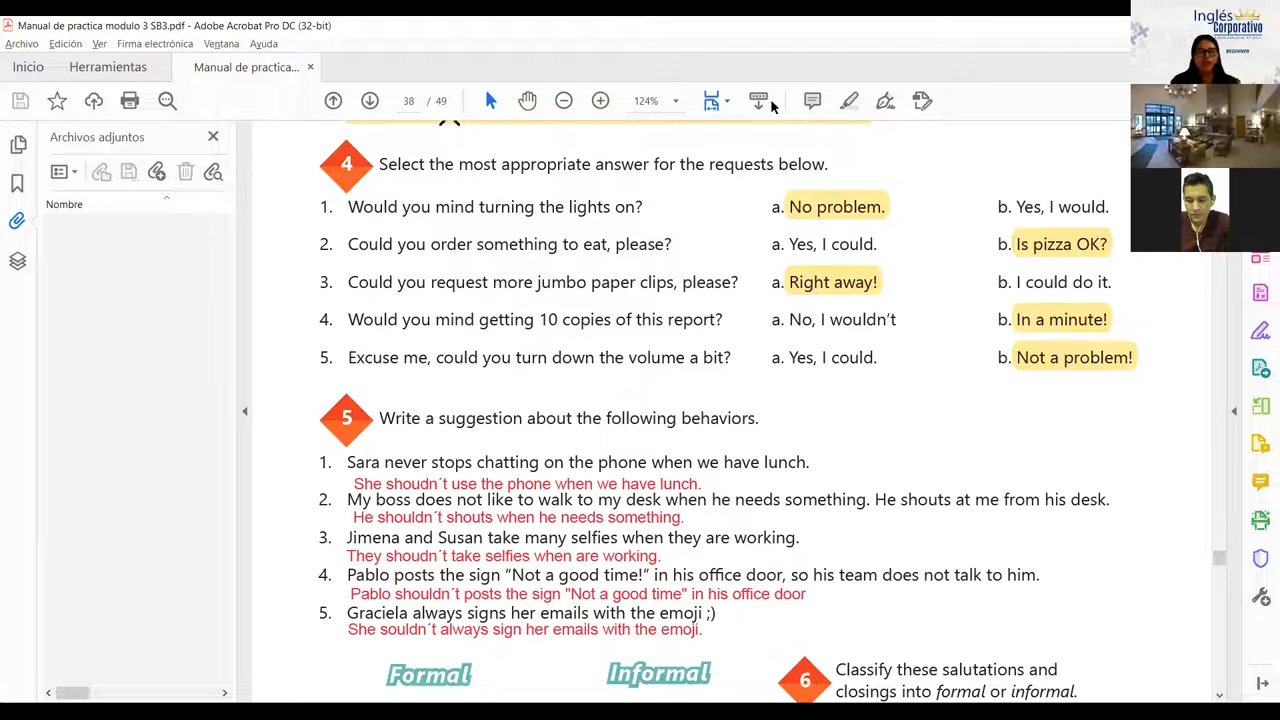 Manual de practica modulo 3 SB3.pdf - Adobe Acrobat Pro DC (32-bit)
Archivo Edición Ver Firma electrónica Ventana Ayuda
Inicio Herramientas Manual de practica... ×
38 / 49 124%
Archivos adjuntos
Nombre
Inglés
Corporativo
BEGINNER
4 Select the most appropriate answer for the requests below.
1. Would you mind turning the lights on? a. No problem. b. Yes, I would.
2. Could you order something to eat, please? a. Yes, I could. b. Is pizza OK?
3. Could you request more jumbo paper clips, please? a. Right away! b. I could do it.
4. Would you mind getting 10 copies of this report? a. No, I wouldn’t b. In a minute!
5. Excuse me, could you turn down the volume a bit? a. Yes, I could. b. Not a problem!
5 Write a suggestion about the following behaviors.
1. Sara never stops chatting on the phone when we have lunch.
She shoudn´t use the phone when we have lunch.
2. My boss does not like to walk to my desk when he needs something. He shouts at me from his desk.
He shouldn´t shouts when he needs something.
3. Jimena and Susan take many selfies when they are working.
They shoudn´t take selfies when are working.
4. Pablo posts the sign “Not a good time!” in his office door, so his team does not talk to him.
Pablo shouldn´t posts the sign "Not a good time" in his office door
5. Graciela always signs her emails with the emoji ;)
She souldn´t always sign her emails with the emoji.
Formal Informal
6 Classify these salutations and
closings into formal or informal.